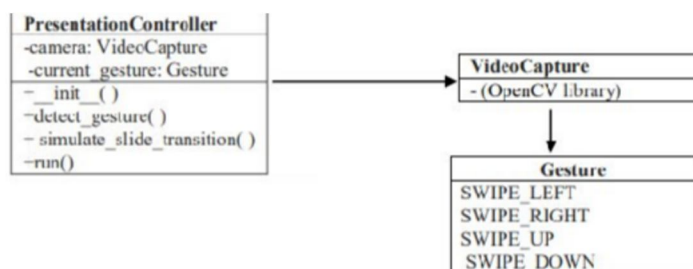 PresentationController
-camera: VideoCapture
-current_gesture: Gesture
-__init__()
-detect_gesture( )
- simulate_slide_transition( )
-run()
VideoCapture
- (OpenCV library)
Gesture
SWIPE_LEFT
SWIPE_RIGHT
SWIPE_UP
SWIPE_DOWN